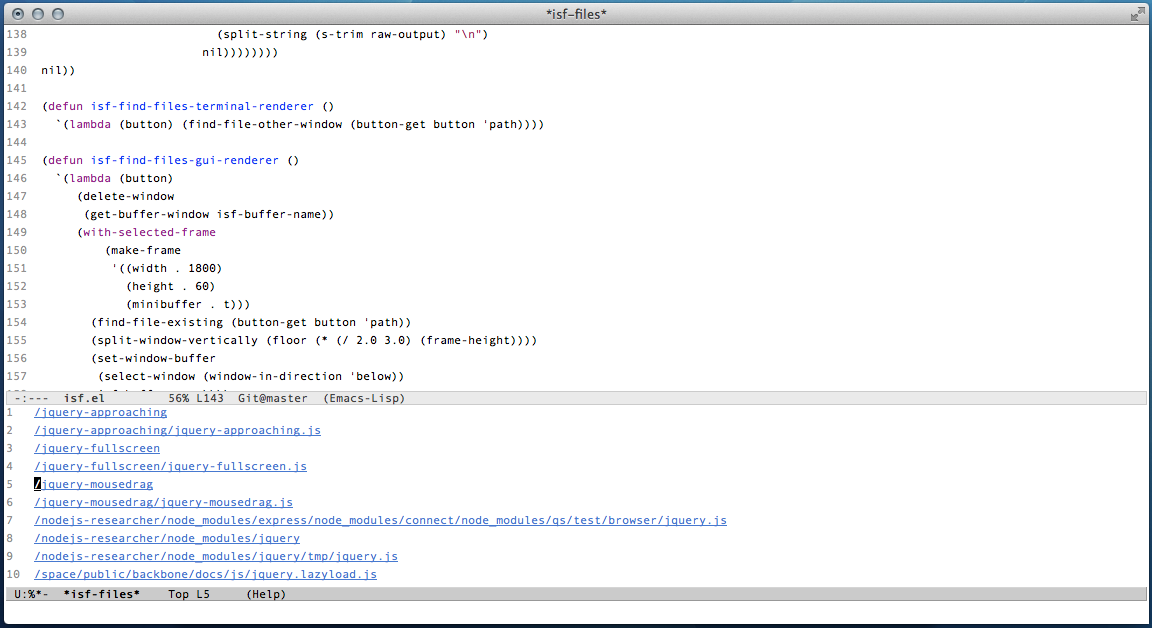 *isf-files*
138 (split-string (s-trim raw-output) "\n")
139 nil))))))))
140 nil))
141
142 (defun isf-find-files-terminal-renderer ()
143 `(lambda (button) (find-file-other-window (button-get button 'path))))
144
145 (defun isf-find-files-gui-renderer ()
146 `(lambda (button)
147 (delete-window
148 (get-buffer-window isf-buffer-name))
149 (with-selected-frame
150 (make-frame
151 '((width . 1800)
152 (height . 60)
153 (minibuffer . t)))
154 (find-file-existing (button-get button 'path))
155 (split-window-vertically (floor (* (/ 2.0 3.0) (frame-height))))
156 (set-window-buffer
157 (select-window (window-in-direction 'below))
-:--- isf.el 56% L143 Git@master (Emacs-Lisp)
1 /jquery-approaching
2 /jquery-approaching/jquery-approaching.js
3 /jquery-fullscreen
4 /jquery-fullscreen/jquery-fullscreen.js
5 /jquery-mousedrag
6 /jquery-mousedrag/jquery-mousedrag.js
7 /nodejs-researcher/node_modules/express/node_modules/connect/node_modules/qs/test/browser/jquery.js
8 /nodejs-researcher/node_modules/jquery
9 /nodejs-researcher/node_modules/jquery/tmp/jquery.js
10 /space/public/backbone/docs/js/jquery.lazyload.js
U:%*- *isf-files* Top L5 (Help)